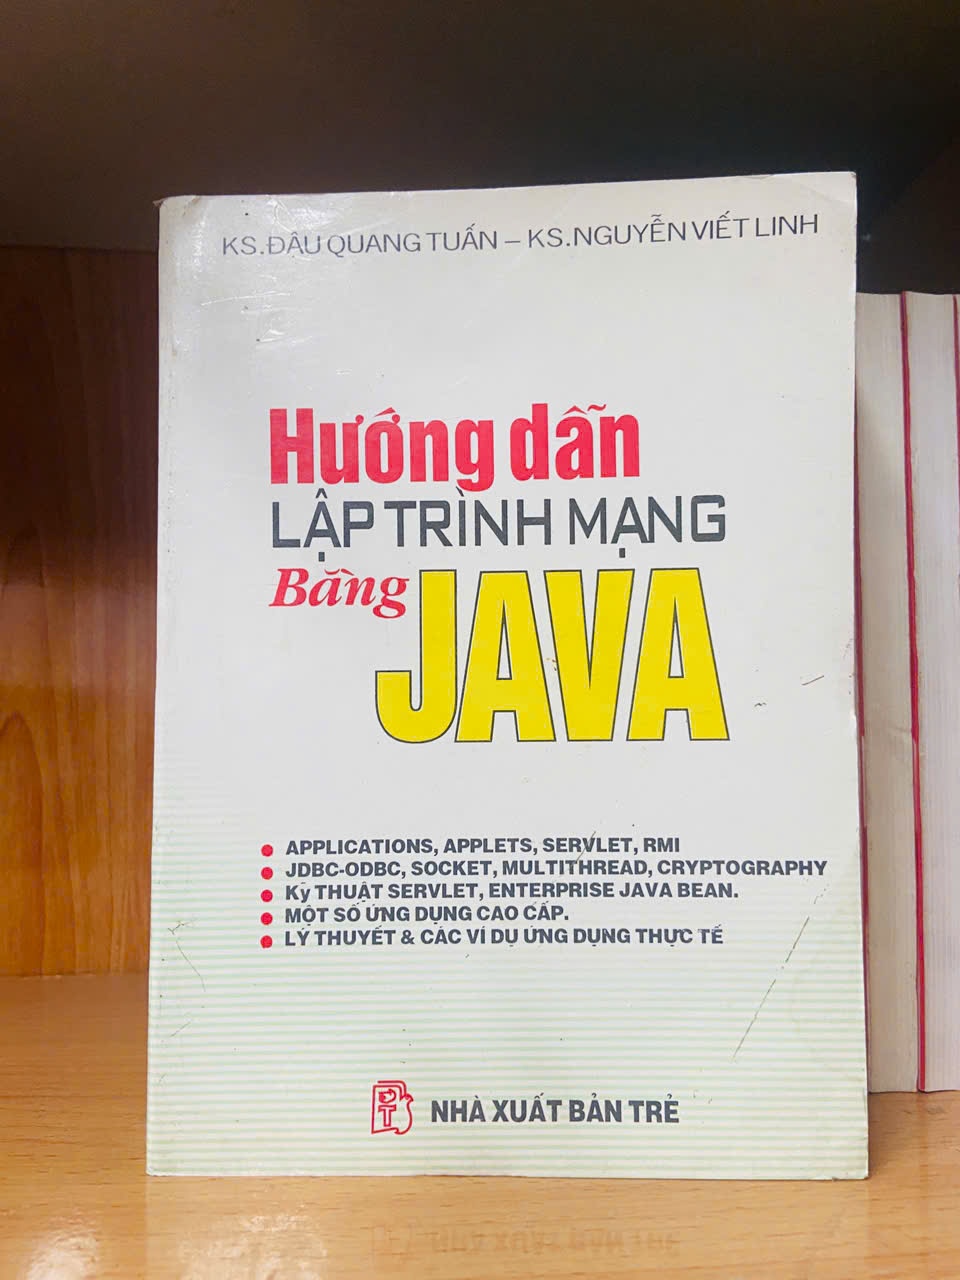 KS.ĐẬU QUANG TUẤN – KS.NGUYỄN VIẾT LINH
Hướng dẫn
LẬP TRÌNH MẠNG
Bằng
JAVA
• APPLICATIONS, APPLETS, SERVLET, RMI
• JDBC-ODBC, SOCKET, MULTITHREAD, CRYPTOGRAPHY
• Kỹ THUẬT SERVLET, ENTERPRISE JAVA BEAN.
• MỘT SỐ ỨNG DỤNG CAO CẤP.
• LÝ THUYẾT & CÁC VÍ DỤ ỨNG DỤNG THỰC TẾ
NHÀ XUẤT BẢN TRẺ